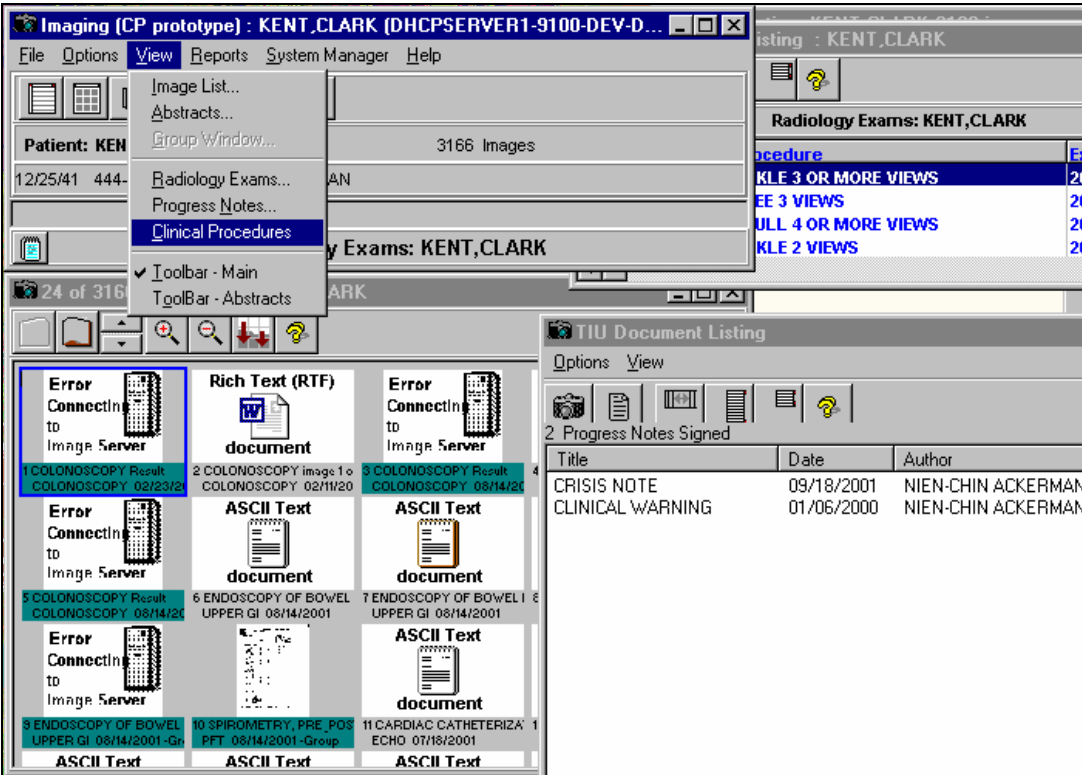 Imaging (CP prototype) : KENT,CLARK (DHCPSERVER1-9100-DEV-D...
File Options View Reports System Manager Help
Image List...
Abstracts...
Group Window...
Radiology Exams...
Progress Notes...
Clinical Procedures
Toolbar - Main
ToolBar - Abstracts
Patient: KEN
3166 Images
12/25/41 444-
AN
y Exams: KENT,CLARK
isting : KENT,CLARK
Radiology Exams: KENT,CLARK
ocedure
KLE 3 OR MORE VIEWS
EE 3 VIEWS
ULL 4 OR MORE VIEWS
KLE 2 VIEWS
24 of 316
ARK
Error
Connectin
to
Image Server
1 COLONOSCOPY Result
COLONOSCOPY 02/23/2
Rich Text (RTF)
document
2 COLONOSCOPY image 1 o
COLONOSCOPY 02/11/20
Error
Connectin
to
Image Server
3 COLONOSCOPY Result
COLONOSCOPY 08/14/20
4
Error
Connectin
to
Image Server
5 COLONOSCOPY Result
COLONOSCOPY 08/14/20
ASCII Text
document
6 ENDOSCOPY OF BOWEL
UPPER GI 08/14/2001
ASCII Text
document
7 ENDOSCOPY OF BOWEL I
UPPER GI 08/14/2001
8
Error
Connectin
to
Image Server
9 ENDOSCOPY OF BOWEL
UPPER GI 08/14/2001 -Gr
10 SPIROMETRY, PRE_POS
PFT 08/14/2001 -Group
ASCII Text
document
11 CARDIAC CATHETERIZA
ECHO 07/18/2001
1
ASCII Text
ASCII Text
ASCII Text
TIU Document Listing
Options View
2 Progress Notes Signed
Title Date Author
CRISIS NOTE 09/18/2001 NIEN-CHIN ACKERMAN
CLINICAL WARNING 01/06/2000 NIEN-CHIN ACKERMAN